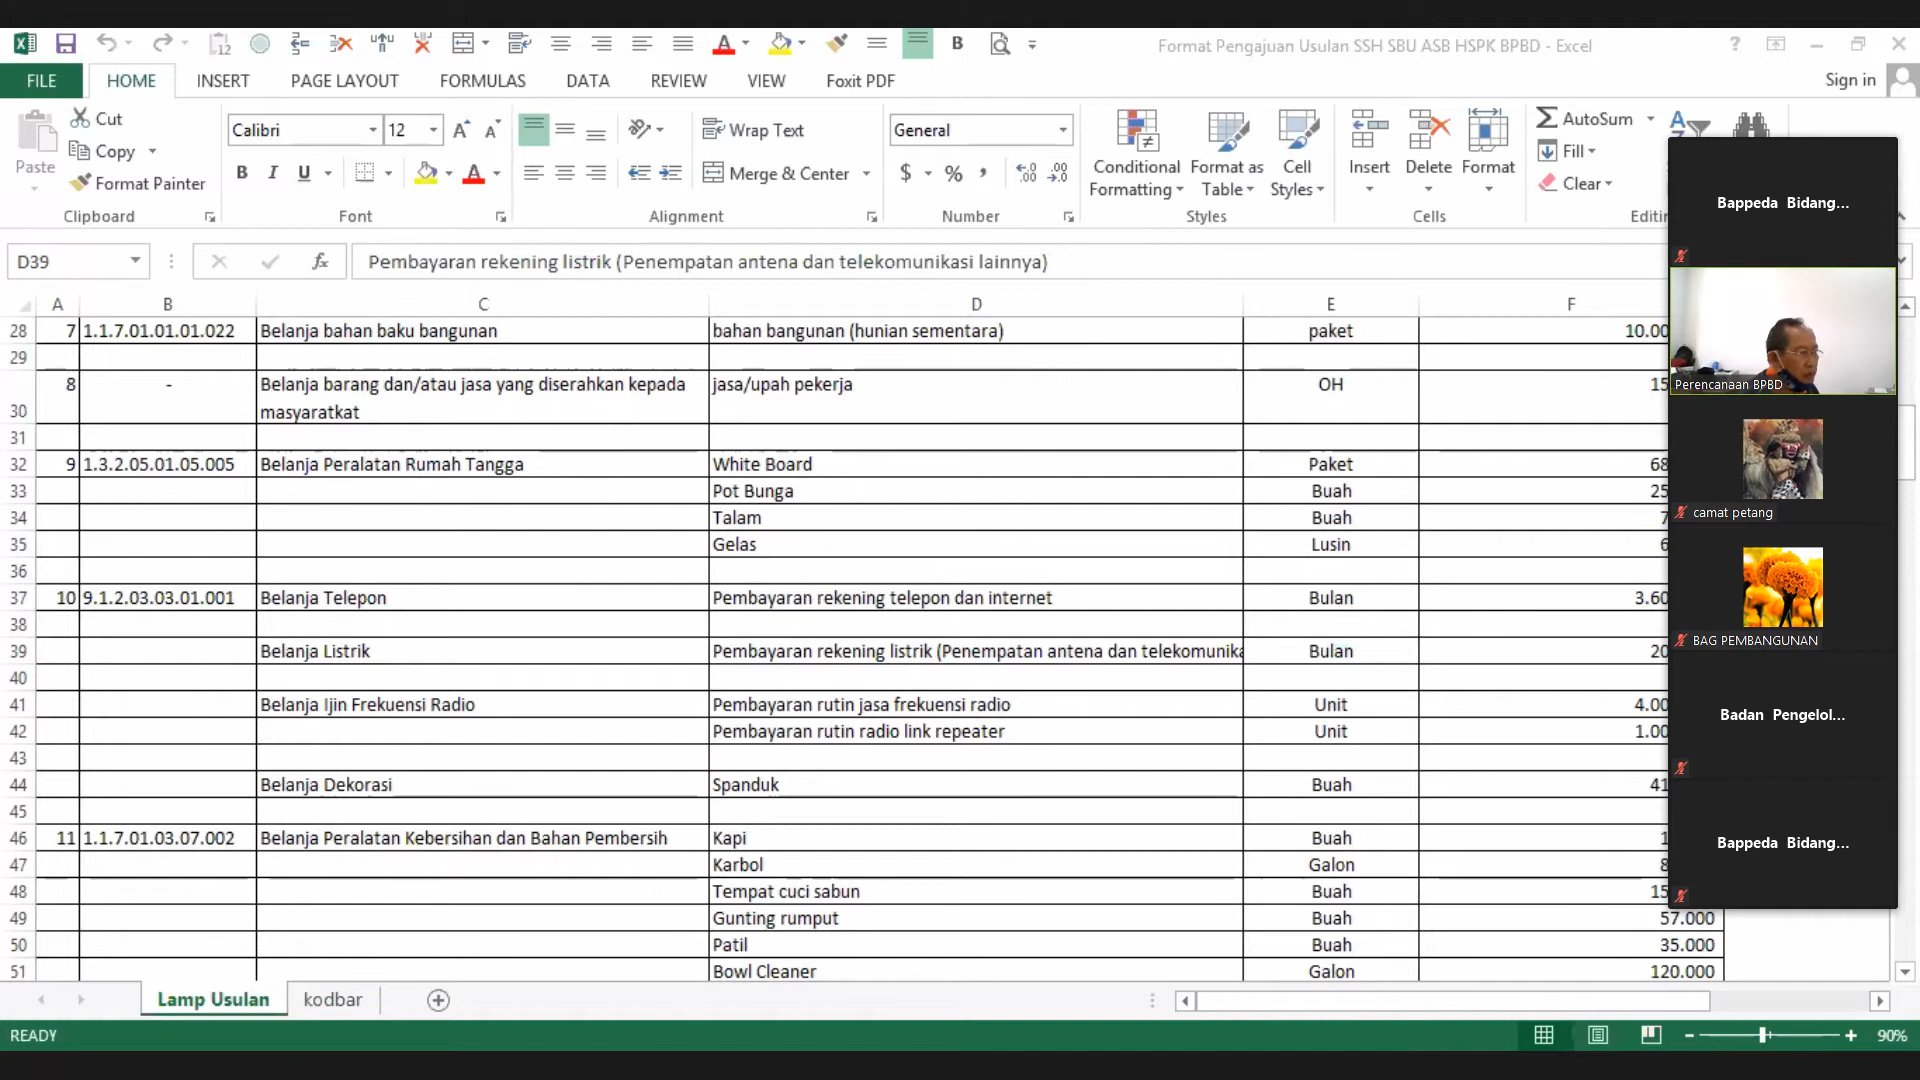 12
Format Pengajuan Usulan SSH SBU ASB HSPK BPBD - Excel
FILE
HOME
INSERT
PAGE LAYOUT
FORMULAS
DATA
REVIEW
VIEW
Foxit PDF
Sign in
Paste
Cut
Copy
Format Painter
Clipboard
Calibri
12
B I U
Font
Wrap Text
Merge & Center
Alignment
General
$ %
Number
Conditional Formatting
Format as Table
Cell Styles
Styles
Insert
Delete
Format
Cells
AutoSum
Fill
Clear
D39
fx
Pembayaran rekening listrik (Penempatan antena dan telekomunikasi lainnya)
A B C D E F
28 7 1.1.7.01.01.01.022 Belanja bahan baku bangunan bahan bangunan (hunian sementara) paket 10.00
29
30 8 - Belanja barang dan/atau jasa yang diserahkan kepada masyaratkat jasa/upah pekerja OH 15
31
32 9 1.3.2.05.01.05.005 Belanja Peralatan Rumah Tangga White Board Paket 68
33 Pot Bunga Buah 25
34 Talam Buah 7
35 Gelas Lusin 6
36
37 10 9.1.2.03.03.01.001 Belanja Telepon Pembayaran rekening telepon dan internet Bulan 3.60
38
39 Belanja Listrik Pembayaran rekening listrik (Penempatan antena dan telekomunika Bulan 20
40
41 Belanja Ijin Frekuensi Radio Pembayaran rutin jasa frekuensi radio Unit 4.00
42 Pembayaran rutin radio link repeater Unit 1.00
43
44 Belanja Dekorasi Spanduk Buah 41
45
46 11 1.1.7.01.03.07.002 Belanja Peralatan Kebersihan dan Bahan Pembersih Kapi Buah 1
47 Karbol Galon 8
48 Tempat cuci sabun Buah 15
49 Gunting rumput Buah 57.000
50 Patil Buah 35.000
51 Bowl Cleaner Galon 120.000
Bappeda Bidang...
Perencanaan BPBD
camat petang
BAG PEMBANGUNAN
Badan Pengelol...
Bappeda Bidang...
Lamp Usulan
kodbar
READY
90%